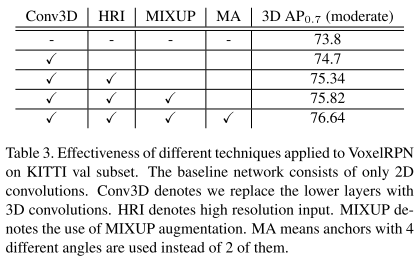 Conv3D HRI MIXUP MA 3D AP0.7 (moderate)
- - - - 73.8
✓ 74.7
✓ ✓ 75.34
✓ ✓ ✓ 75.82
✓ ✓ ✓ ✓ 76.64
Table 3. Effectiveness of different techniques applied to VoxelRPN
on KITTI val subset. The baseline network consists of only 2D
convolutions. Conv3D denotes we replace the lower layers with
3D convolutions. HRI denotes high resolution input. MIXUP de-
notes the use of MIXUP augmentation. MA means anchors with 4
different angles are used instead of 2 of them.